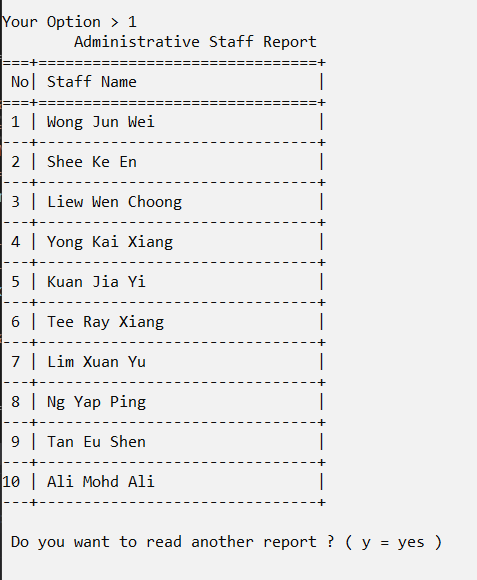 Your Option > 1
        Administrative Staff Report
===+===============================+
 No| Staff Name                    |
===+===============================+
 1 | Wong Jun Wei                  |
---+-------------------------------+
 2 | Shee Ke En                    |
---+-------------------------------+
 3 | Liew Wen Choong               |
---+-------------------------------+
 4 | Yong Kai Xiang                |
---+-------------------------------+
 5 | Kuan Jia Yi                   |
---+-------------------------------+
 6 | Tee Ray Xiang                 |
---+-------------------------------+
 7 | Lim Xuan Yu                   |
---+-------------------------------+
 8 | Ng Yap Ping                   |
---+-------------------------------+
 9 | Tan Eu Shen                   |
---+-------------------------------+
10 | Ali Mohd Ali                  |
---+-------------------------------+
 Do you want to read another report ? ( y = yes )